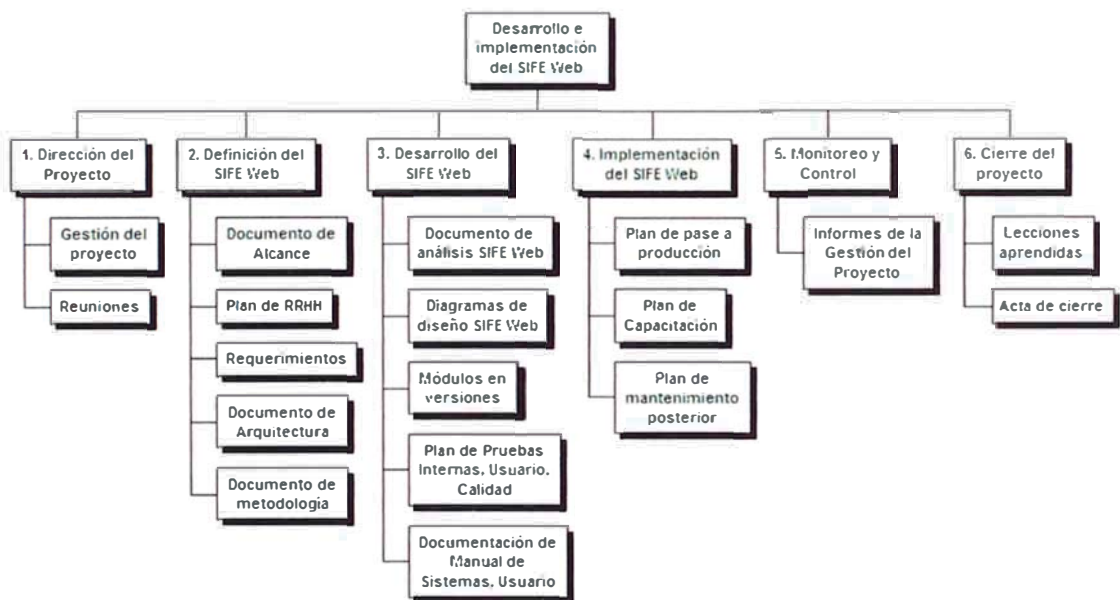 Desarrollo e
implementación
del SIFE Web
1. Dirección del
Proyecto
Gestión del
proyecto
Reuniones
2. Definición del
SIFE Web
Documento de
Alcance
Plan de RRHH
Requerimientos
Documento de
Arquitectura
Documento de
metodología
3. Desarrollo del
SIFE Web
Documento de
análisis SIFE Web
Diagramas de
diseño SIFE Web
Módulos en
versiones
Plan de Pruebas
Internas, Usuario,
Calidad
Documentación de
Manual de
Sistemas, Usuario
4. Implementación
del SIFE Web
Plan de pase a
producción
Plan de
Capacitación
Plan de
mantenimiento
posterior
5. Monitoreo y
Control
Informes de la
Gestión del
Proyecto
6. Cierre del
proyecto
Lecciones
aprendidas
Acta de cierre